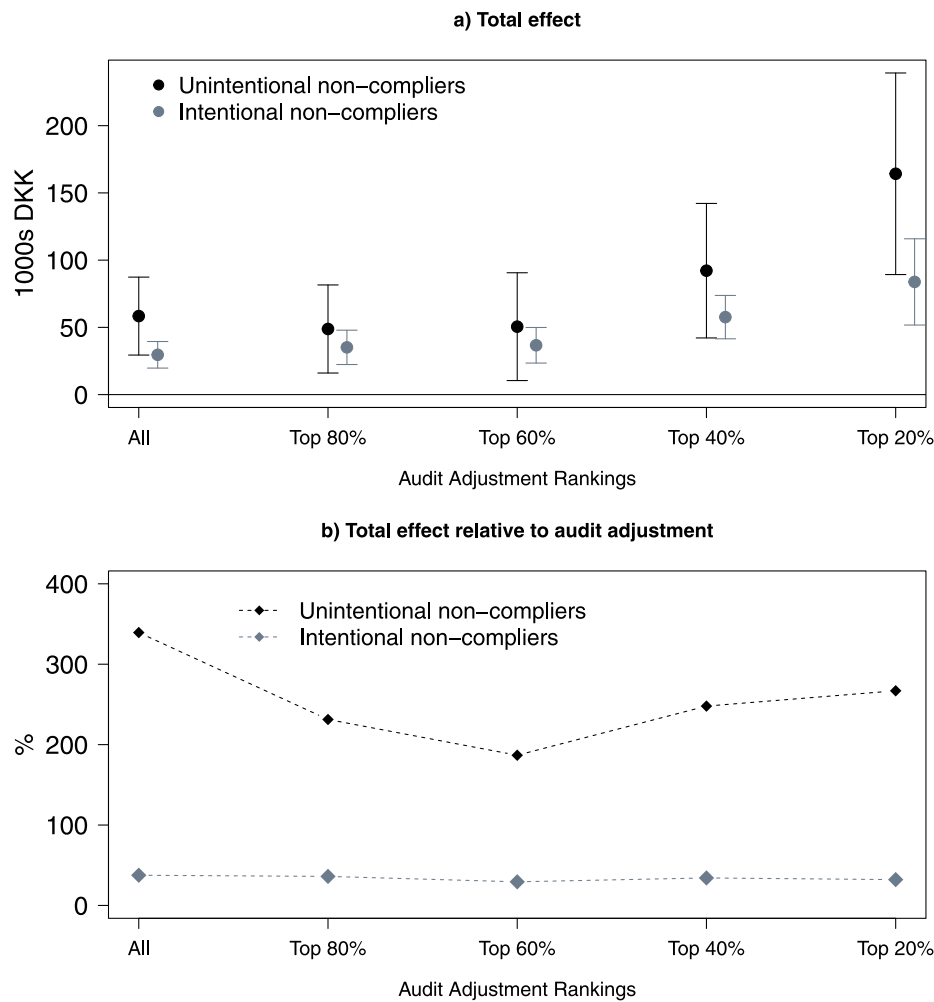 a) Total effect
Unintentional non−compliers
Intentional non−compliers
1000s DKK
200
150
100
50
0
All Top 80% Top 60% Top 40% Top 20%
Audit Adjustment Rankings
b) Total effect relative to audit adjustment
Unintentional non−compliers
Intentional non−compliers
%
400
300
200
100
0
All Top 80% Top 60% Top 40% Top 20%
Audit Adjustment Rankings